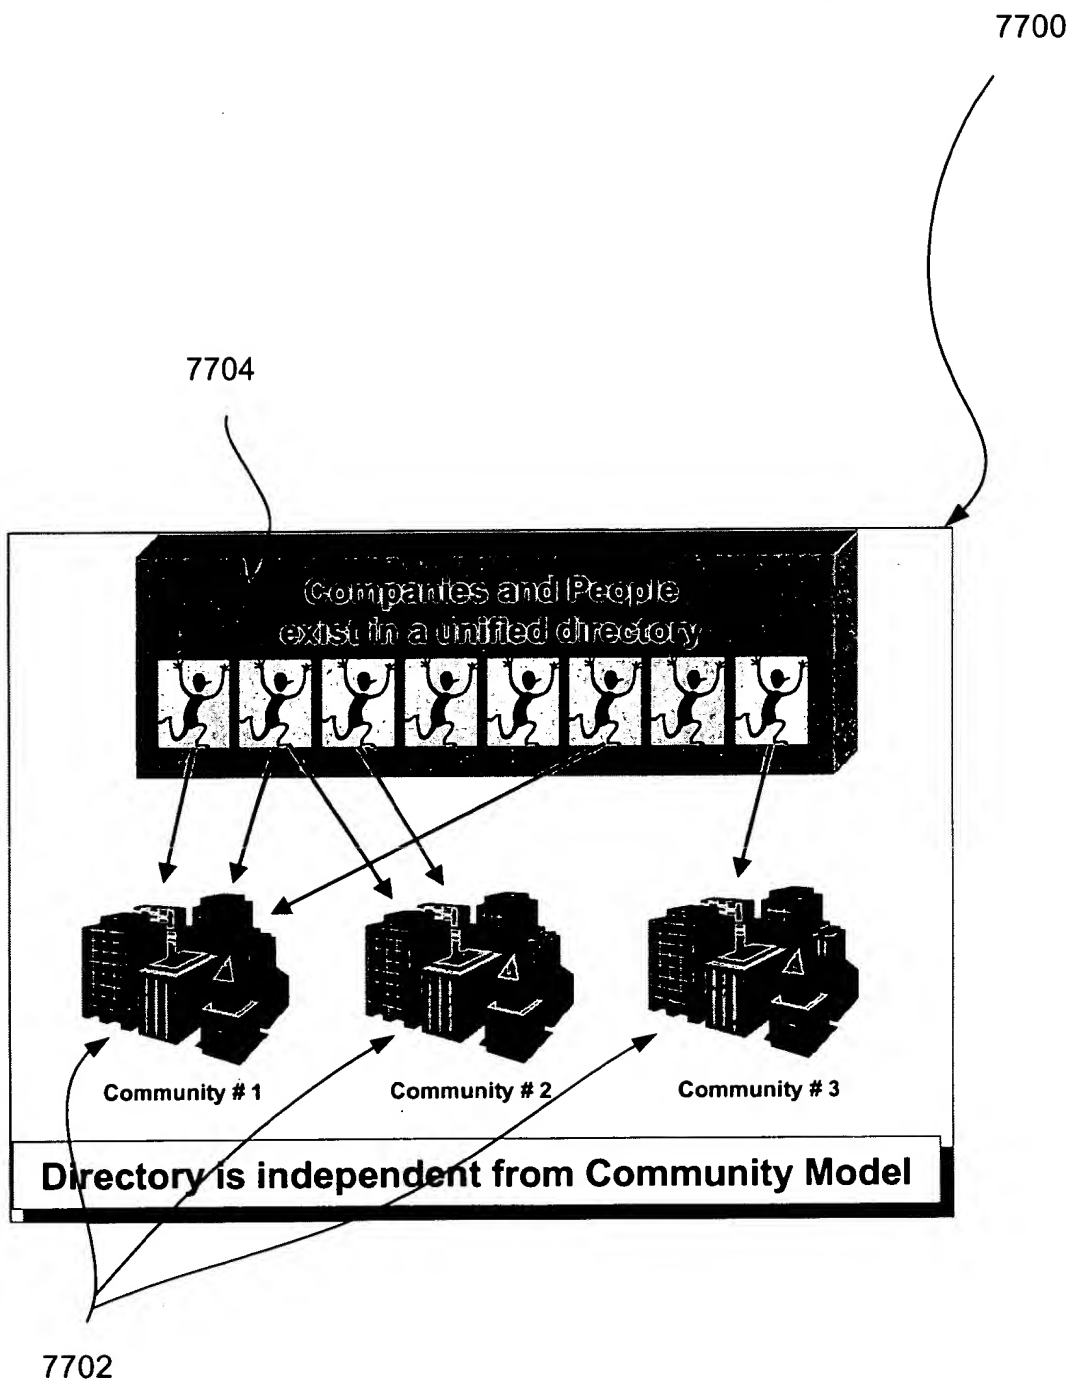 7700
7704
Companies and People
exist in a unified directory
Community # 1
Community # 2
Community # 3
Directory is independent from Community Model
7702